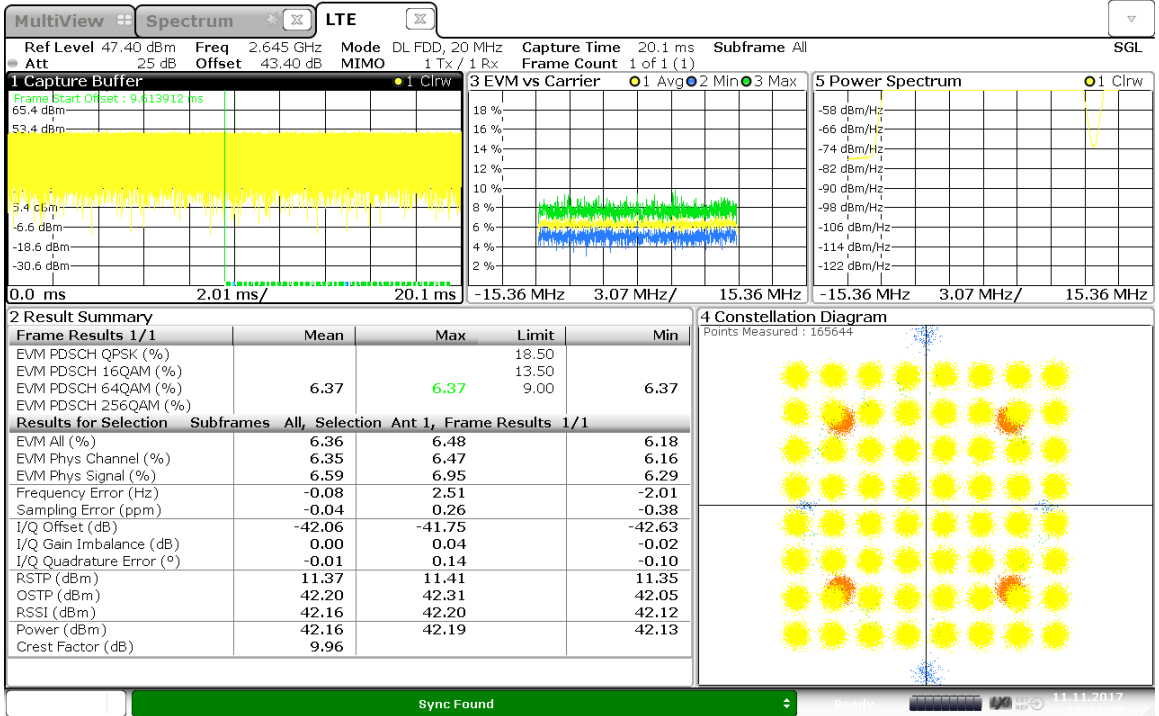 MultiView Spectrum LTE
Ref Level 47.40 dBm Freq 2.645 GHz Mode DL FDD, 20 MHz Capture Time 20.1 ms Subframe All
Att 25 dB Offset 43.40 dB MIMO 1 Tx / 1 Rx Frame Count 1 of 1 (1) SGL
1 Capture Buffer 1 Clrw
Frame Start Offset : 9.613912 ms
65.4 dBm
53.4 dBm
5.4 dBm
-6.6 dBm
-18.6 dBm
-30.6 dBm
0.0 ms 2.01 ms/ 20.1 ms
3 EVM vs Carrier 1 Avg 2 Min 3 Max
18 %
16 %
14 %
12 %
10 %
8 %
6 %
4 %
2 %
-15.36 MHz 3.07 MHz/ 15.36 MHz
5 Power Spectrum 1 Clrw
-58 dBm/Hz
-66 dBm/Hz
-74 dBm/Hz
-82 dBm/Hz
-90 dBm/Hz
-98 dBm/Hz
-106 dBm/Hz
-114 dBm/Hz
-122 dBm/Hz
-15.36 MHz 3.07 MHz/ 15.36 MHz
2 Result Summary
Frame Results 1/1 Mean Max Limit Min
EVM PDSCH QPSK (%) 18.50
EVM PDSCH 16QAM (%) 13.50
EVM PDSCH 64QAM (%) 6.37 6.37 9.00 6.37
EVM PDSCH 256QAM (%)
Results for Selection Subframes All, Selection Ant 1, Frame Results 1/1
EVM All (%) 6.36 6.48 6.18
EVM Phys Channel (%) 6.35 6.47 6.16
EVM Phys Signal (%) 6.59 6.95 6.29
Frequency Error (Hz) -0.08 2.51 -2.01
Sampling Error (ppm) -0.04 0.26 -0.38
I/Q Offset (dB) -42.06 -41.75 -42.63
I/Q Gain Imbalance (dB) 0.00 0.04 -0.02
I/Q Quadrature Error (°) -0.01 0.14 -0.10
RSTP (dBm) 11.37 11.41 11.35
OSTP (dBm) 42.20 42.31 42.05
RSSI (dBm) 42.16 42.20 42.12
Power (dBm) 42.16 42.19 42.13
Crest Factor (dB) 9.96
4 Constellation Diagram
Points Measured : 165644
Sync Found
Ready
LXI
11.11.2017